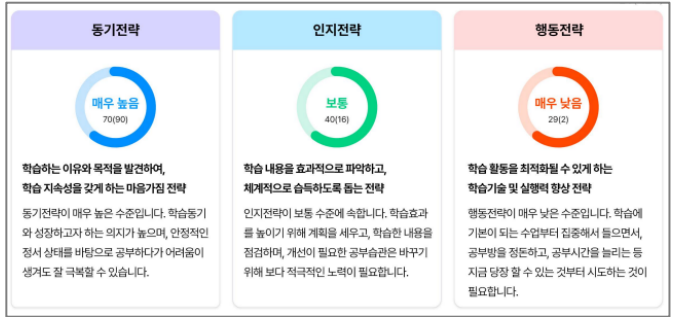 동기전략
매우 높음
70(90)
학습하는 이유와 목적을 발견하여,
학습 지속성을 갖게 하는 마음가짐 전략
동기전략이 매우 높은 수준입니다. 학습동기
와 성장하고자 하는 의지가 높으며, 안정적인
정서 상태를 바탕으로 공부하다가 어려움이
생겨도 잘 극복할 수 있습니다.
인지전략
보통
40(16)
학습 내용을 효과적으로 파악하고,
체계적으로 습득하도록 돕는 전략
인지전략이 보통 수준에 속합니다. 학습효과
를 높이기 위해 계획을 세우고, 학습한 내용을
점검하며, 개선이 필요한 공부습관은 바꾸기
위해 보다 적극적인 노력이 필요합니다.
행동전략
매우 낮음
29(2)
학습 활동을 최적화될 수 있게 하는
학습기술 및 실행력 향상 전략
행동전략이 매우 낮은 수준입니다. 학습에
기본이 되는 수업부터 집중해서 들으면서,
공부방을 정돈하고, 공부시간을 늘리는 등
지금 당장 할 수 있는 것부터 시도하는 것이
필요합니다.